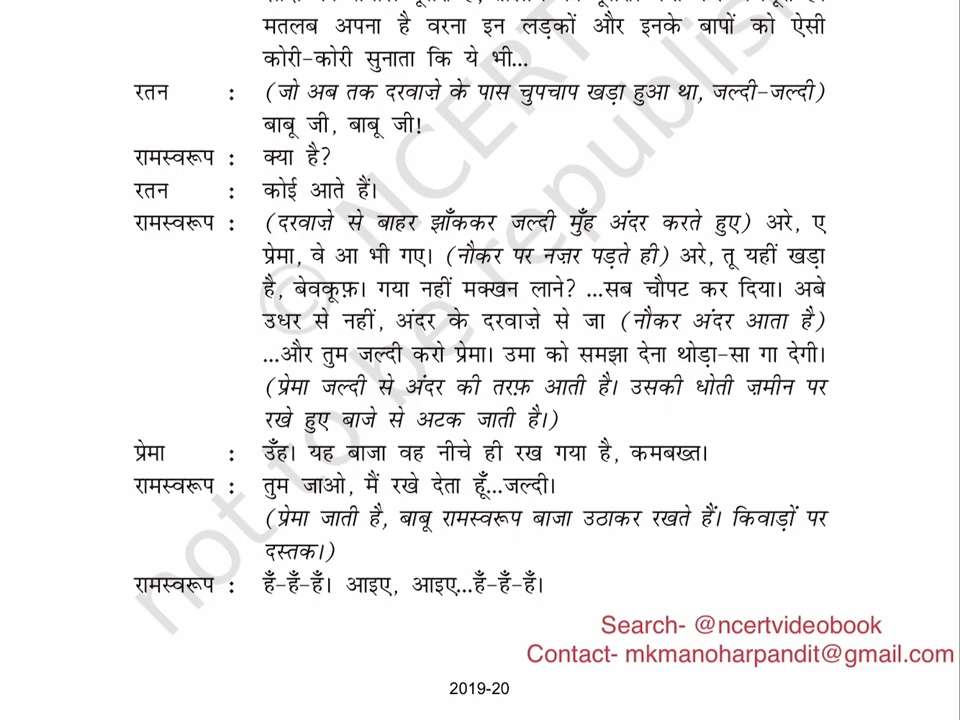 मतलब अपना है वरना इन लड़कों और इनके बापों को ऐसी
कोरी-कोरी सुनाता कि ये भी...
रतन : (जो अब तक दरवाज़े के पास चुपचाप खड़ा हुआ था, जल्दी-जल्दी)
बाबू जी, बाबू जी!
रामस्वरूप : क्या है?
रतन : कोई आते हैं।
रामस्वरूप : (दरवाज़े से बाहर झाँककर जल्दी मुँह अंदर करते हुए) अरे, ए
प्रेमा, वे आ भी गए। (नौकर पर नज़र पड़ते ही) अरे, तू यहीं खड़ा
है, बेवकूफ़। गया नहीं मक्खन लाने? ...सब चौपट कर दिया। अबे
उधर से नहीं, अंदर के दरवाज़े से जा (नौकर अंदर आता है)
...और तुम जल्दी करो प्रेमा। उमा को समझा देना थोड़ा-सा गा देगी।
(प्रेमा जल्दी से अंदर की तरफ़ आती है। उसकी धोती ज़मीन पर
रखे हुए बाजे से अटक जाती है।)
प्रेमा : उँह। यह बाजा वह नीचे ही रख गया है, कमबख्त।
रामस्वरूप : तुम जाओ, मैं रखे देता हूँ...जल्दी।
(प्रेमा जाती है, बाबू रामस्वरूप बाजा उठाकर रखते हैं। किवाड़ों पर
दस्तक।)
रामस्वरूप : हँ-हँ-हँ। आइए, आइए...हँ-हँ-हँ।
© NCERT
not to be republis
Search- @ncertvideobook
Contact- mkmanoharpandit@gmail.com
2019-20